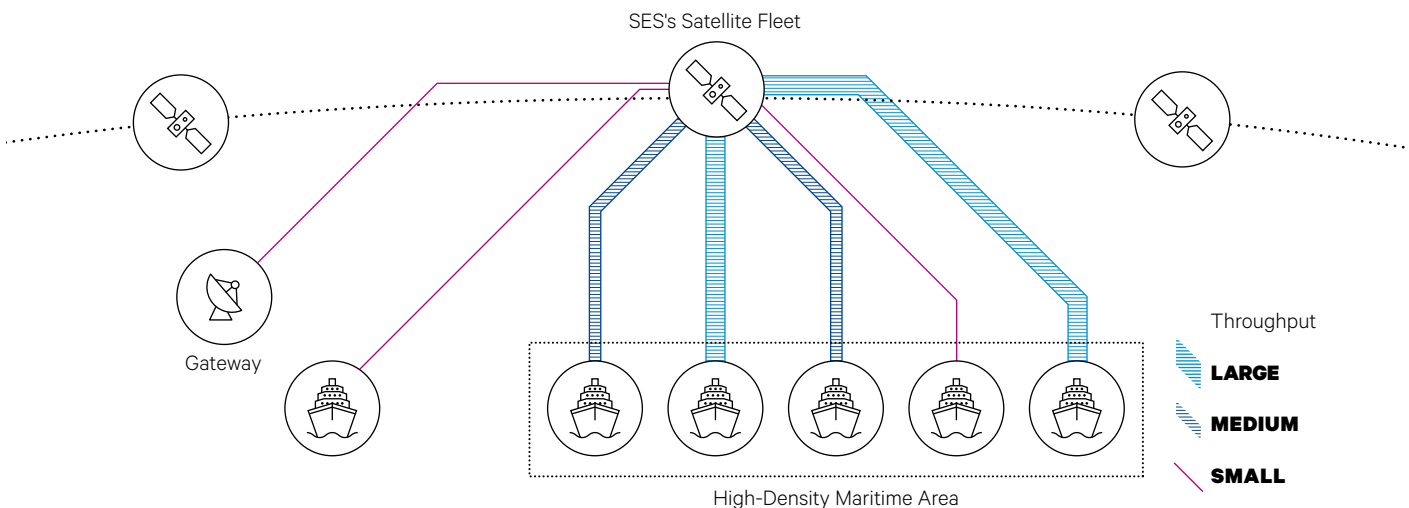 SES's Satellite Fleet
Gateway
High-Density Maritime Area
Throughput
LARGE
MEDIUM
SMALL